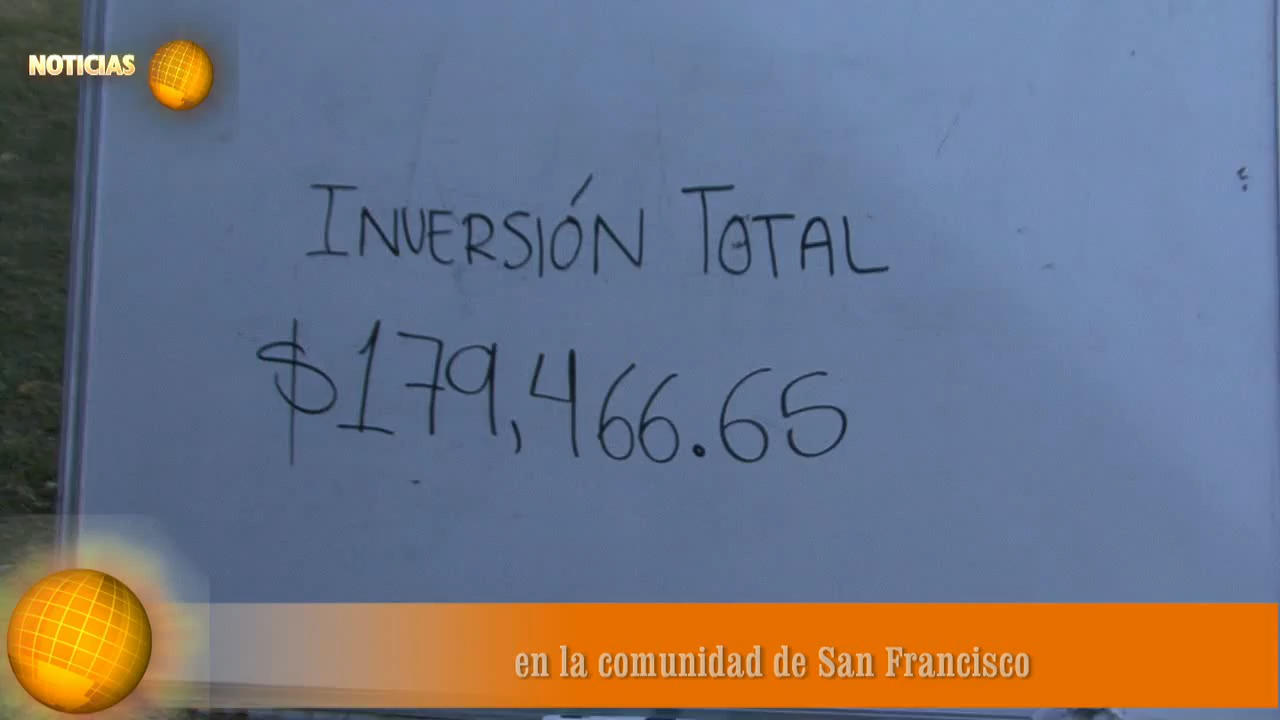 NOTICIAS
INVERSIÓN TOTAL
$179,466.65
en la comunidad de San Francisco